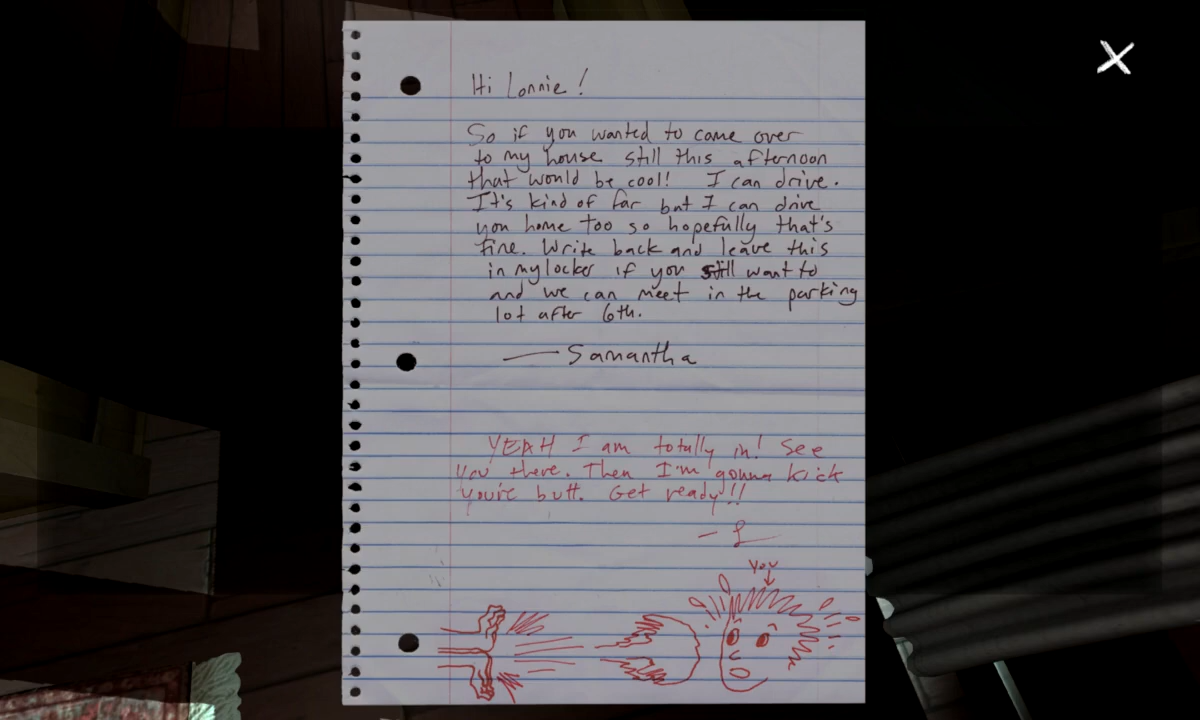 Hi Lonnie!
So if you wanted to come over
to my house still this afternoon
that would be cool! I can drive.
It's kind of far but I can drive
you home too so hopefully that's
fine. Write back and leave this
in my locker if you still want to
and we can meet in the parking
lot after 6th.
— Samantha
YEAH I am totally in! See
you there. Then I'm gonna kick
you're butt. Get ready!!
- L
you